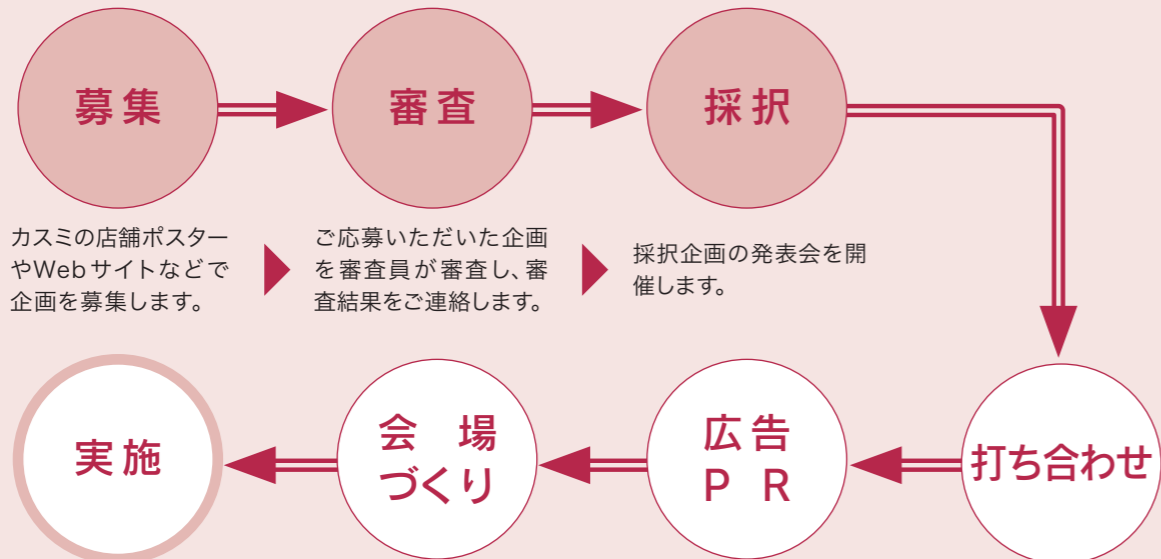 募集
審査
採択
カスミの店舗ポスター
やWebサイトなどで
企画を募集します。
ご応募いただいた企画
を審査員が審査し、審
査結果をご連絡します。
採択企画の発表会を開
催します。
打ち合わせ
広告
PR
会場
づくり
実施